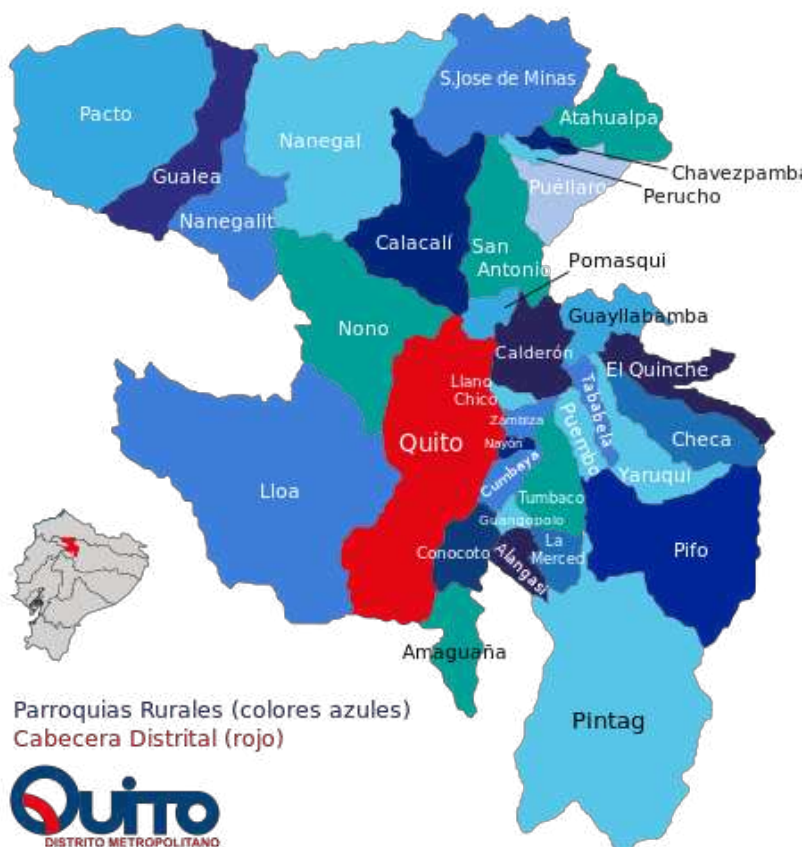 S.Jose de Minas
Pacto
Atahualpa
Nanegal
Gualea
Chavezpamba
Perucho
Puéllaro
Nanegalit
Calacalí
San
Antonio
Pomasqui
Guayllabamba
Nono
Calderón
El Quinche
Llano
Chico
Tababela
Zambiza
Puembo
Checa
Quito
Nayón
Cumbaya
Yaruqui
Lloa
Tumbaco
Guangopolo
Conocoto
Alangasi
La
Merced
Pifo
Amaguaña
Parroquias Rurales (colores azules)
Cabecera Distrital (rojo)
Pintag
Quito
DISTRITO METROPOLITANO